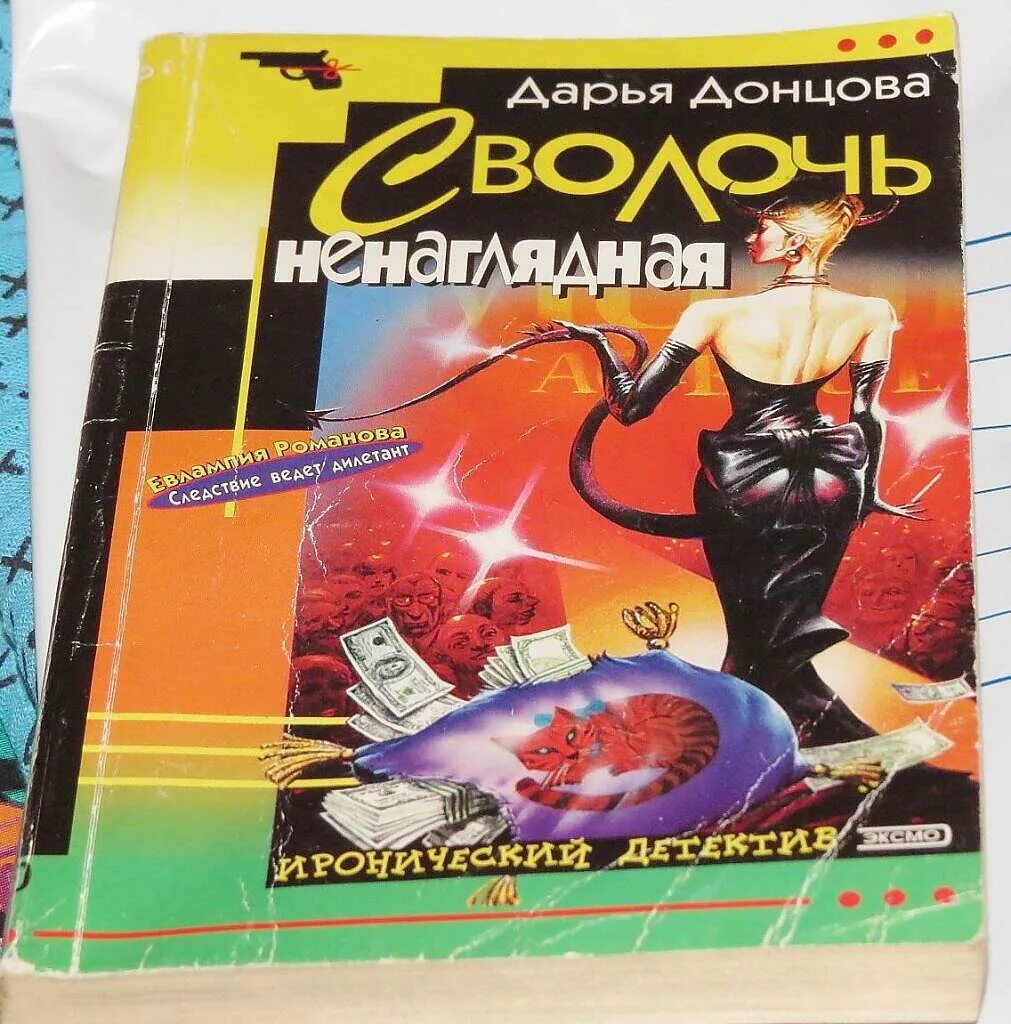 Дарья Донцова
Сволочь
ненаглядная
Евлампия Романова
Следствие ведет дилетант
ИРОНИЧЕСКИЙ ДЕТЕКТИВ
ЭКСМО